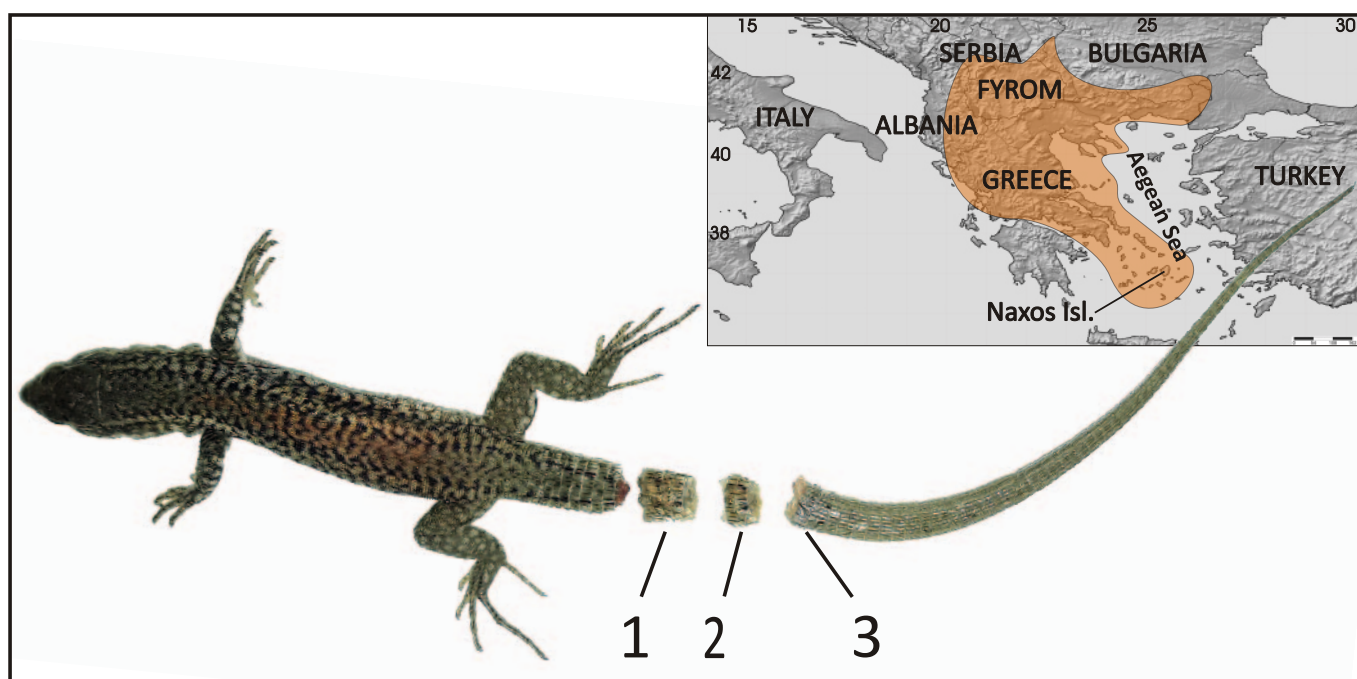 15 20 25 30
SERBIA BULGARIA
42
FYROM
ITALY
ALBANIA
40
GREECE
Aegean Sea
TURKEY
38
Naxos Isl.
1 2 3